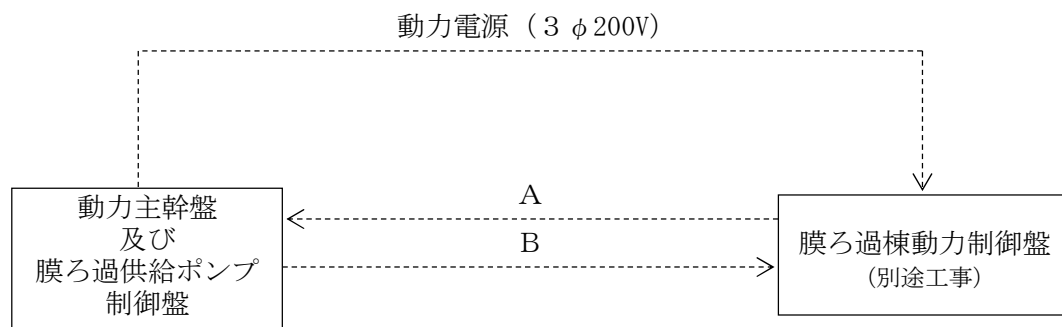 動力電源（３φ200V）
動力主幹盤
及び
膜ろ過供給ポンプ
制御盤
Ａ
Ｂ
膜ろ過棟動力制御盤
（別途工事）